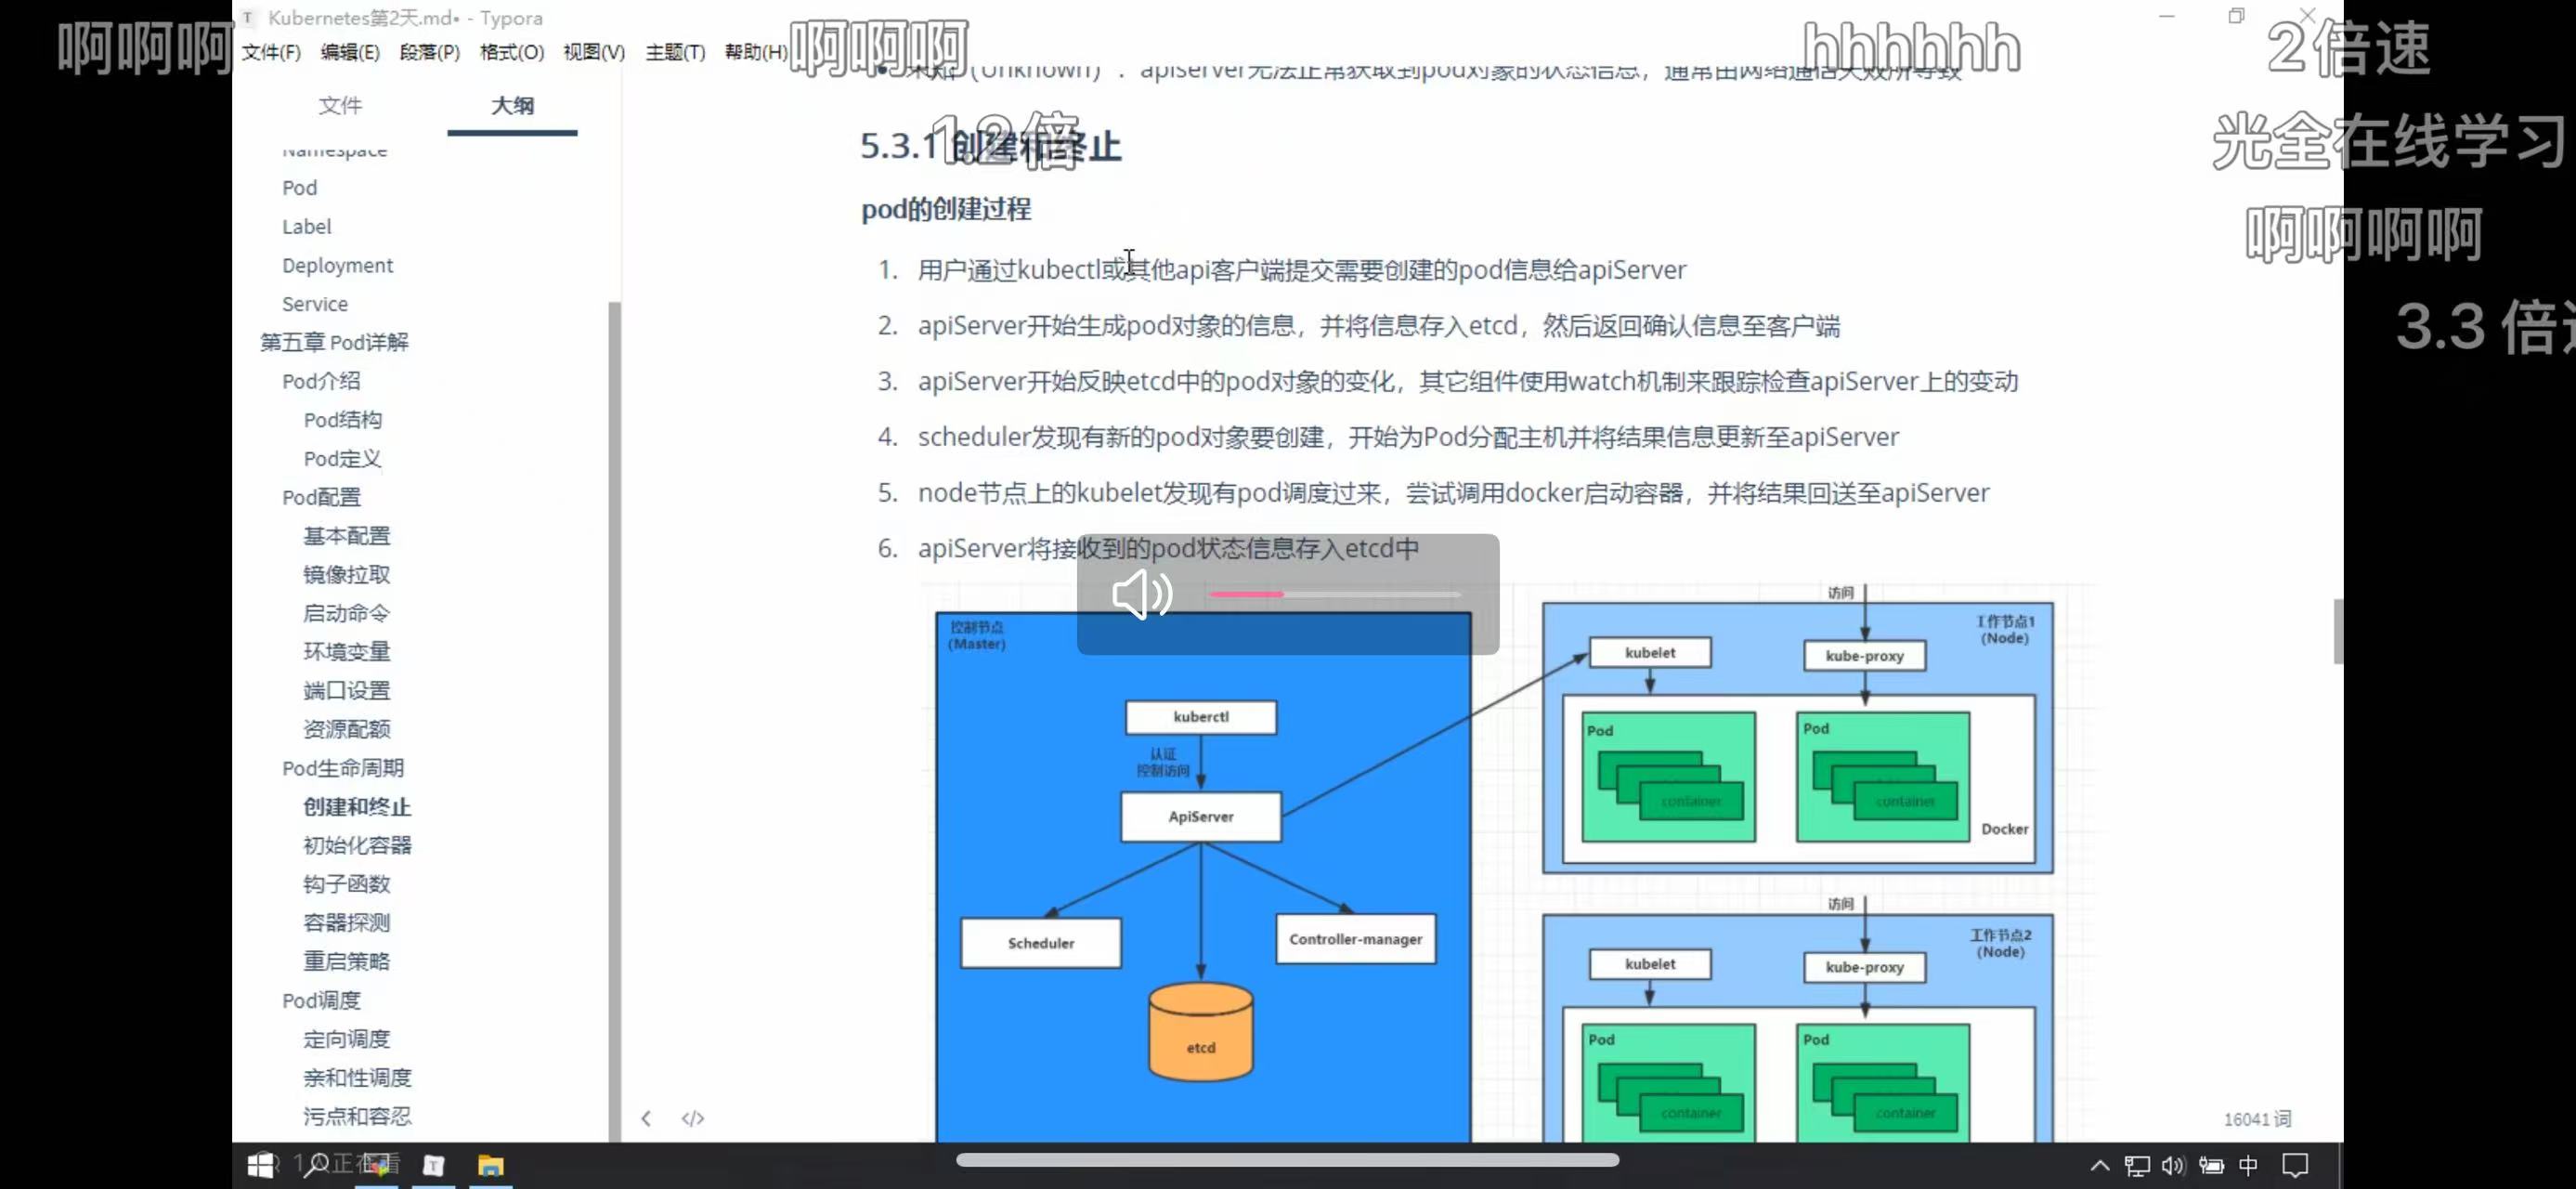 Kubernetes第2天.md• - Typora
啊啊啊
文件(F) 编辑(E) 段落(P) 格式(O) 视图(V) 主题(T) 帮助(H)
啊啊啊
hhhhhh
2倍速
未知（Unknown）：apiserver无法正常获取到pod对象的状态信息，通常由网络通信失败所导致
文件 大纲
1.2倍
光全在线学习
啊啊啊啊
3.3 倍
Namespace
Pod
Label
Deployment
Service
第五章 Pod详解
Pod介绍
Pod结构
Pod定义
Pod配置
基本配置
镜像拉取
启动命令
环境变量
端口设置
资源配额
Pod生命周期
创建和终止
初始化容器
钩子函数
容器探测
重启策略
Pod调度
定向调度
亲和性调度
污点和容忍
5.3.1 创建和终止
pod的创建过程
1. 用户通过kubectl或其他api客户端提交需要创建的pod信息给apiServer
2. apiServer开始生成pod对象的信息，并将信息存入etcd，然后返回确认信息至客户端
3. apiServer开始反映etcd中的pod对象的变化，其它组件使用watch机制来跟踪检查apiServer上的变动
4. scheduler发现有新的pod对象要创建，开始为Pod分配主机并将结果信息更新至apiServer
5. node节点上的kubelet发现有pod调度过来，尝试调用docker启动容器，并将结果回送至apiServer
6. apiServer将接收到的pod状态信息存入etcd中
控制节点
(Master)
kuberctl
认证
控制访问
ApiServer
Scheduler
Controller-manager
etcd
访问
工作节点1
(Node)
kubelet
kube-proxy
Pod
container
Pod
container
Docker
访问
工作节点2
(Node)
kubelet
kube-proxy
Pod
container
Pod
container
16041 词
正在看
中